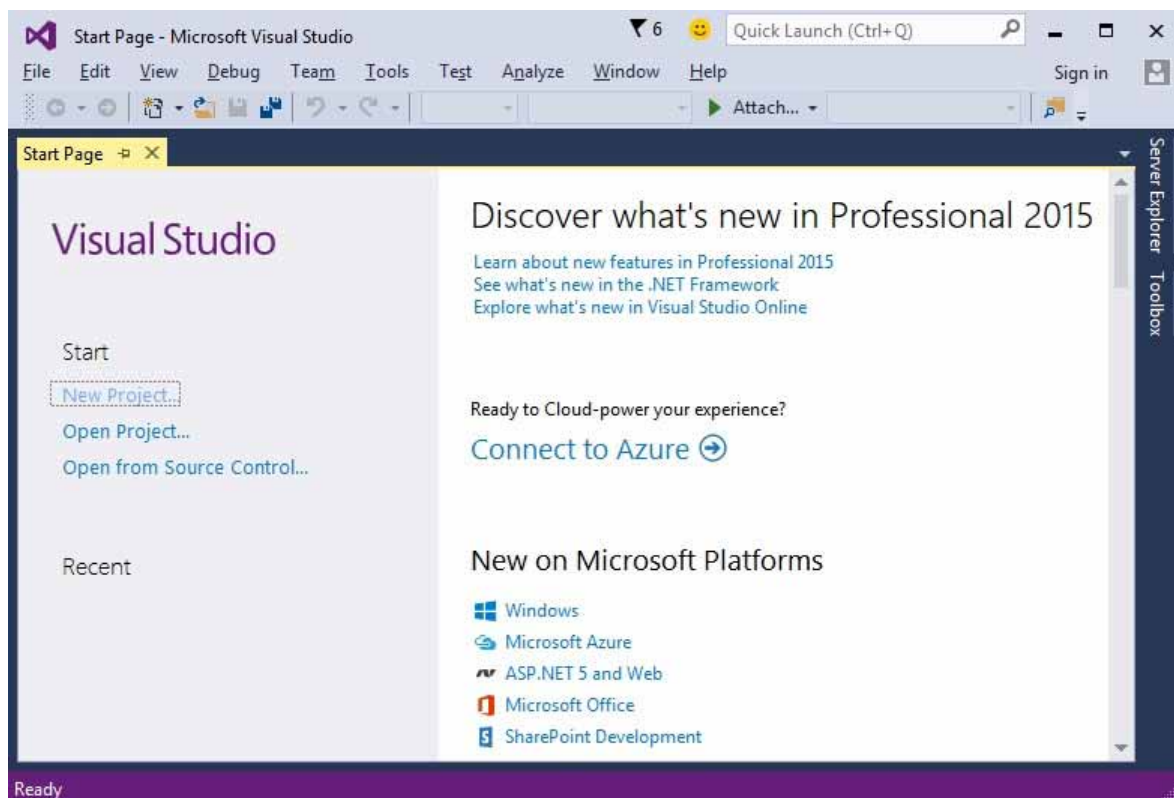 Start Page - Microsoft Visual Studio
6
Quick Launch (Ctrl+Q)
File Edit View Debug Team Tools Test Analyze Window Help
Sign in
Attach...
Start Page
Server Explorer
Toolbox
Visual Studio
Start
New Project...
Open Project...
Open from Source Control...
Recent
Discover what's new in Professional 2015
Learn about new features in Professional 2015
See what's new in the .NET Framework
Explore what's new in Visual Studio Online
Ready to Cloud-power your experience?
Connect to Azure
New on Microsoft Platforms
Windows
Microsoft Azure
ASP.NET 5 and Web
Microsoft Office
SharePoint Development
Ready